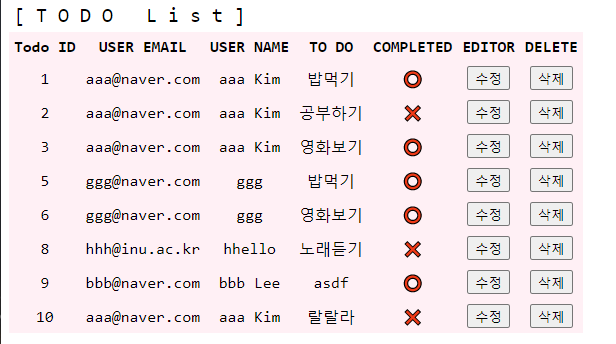 [ T O D O   L i s t ]
Todo ID USER EMAIL USER NAME TO DO COMPLETED EDITOR DELETE
1 aaa@naver.com aaa Kim 밥먹기 ⭕ 수정 삭제
2 aaa@naver.com aaa Kim 공부하기 ❌ 수정 삭제
3 aaa@naver.com aaa Kim 영화보기 ⭕ 수정 삭제
5 ggg@naver.com ggg 밥먹기 ⭕ 수정 삭제
6 ggg@naver.com ggg 영화보기 ⭕ 수정 삭제
8 hhh@inu.ac.kr hhello 노래듣기 ❌ 수정 삭제
9 bbb@naver.com bbb Lee asdf ⭕ 수정 삭제
10 aaa@naver.com aaa Kim 랄랄라 ❌ 수정 삭제